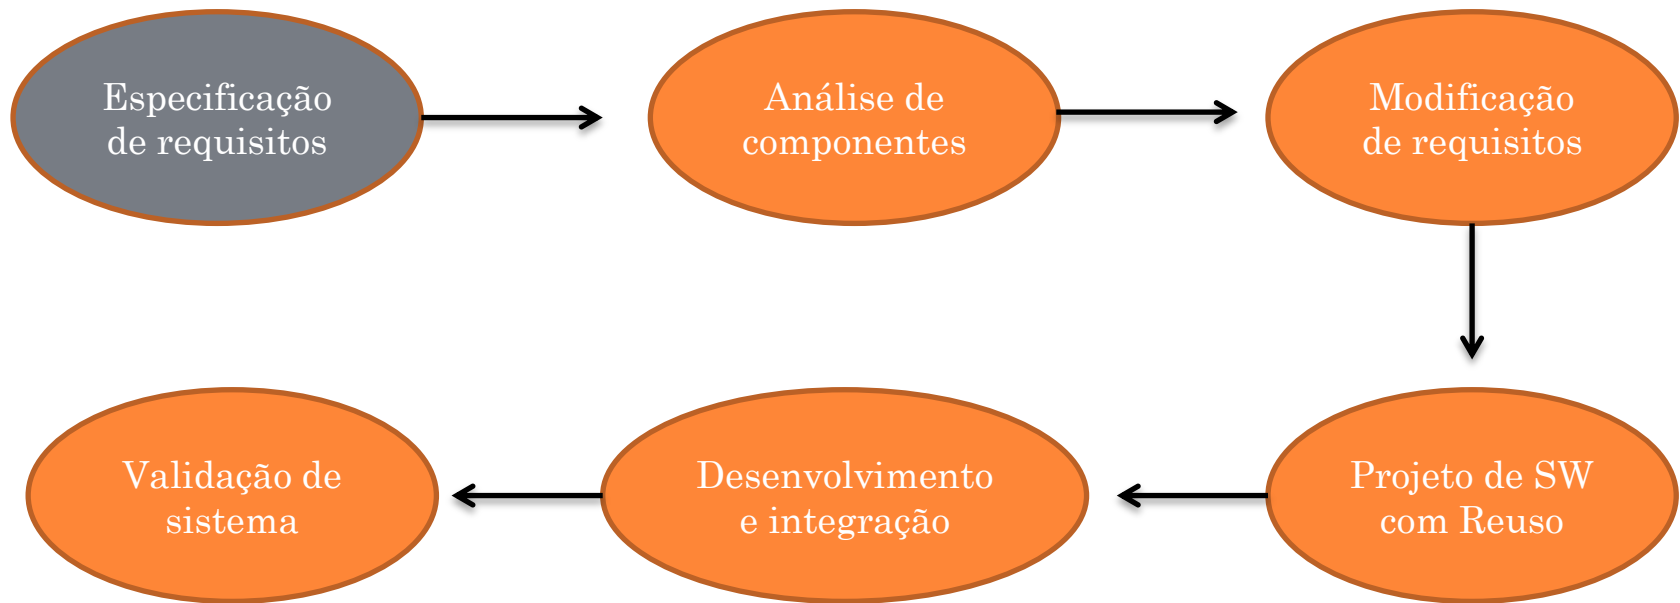 Especificação
de requisitos
Análise de
componentes
Modificação
de requisitos
Projeto de SW
com Reuso
Desenvolvimento
e integração
Validação de
sistema